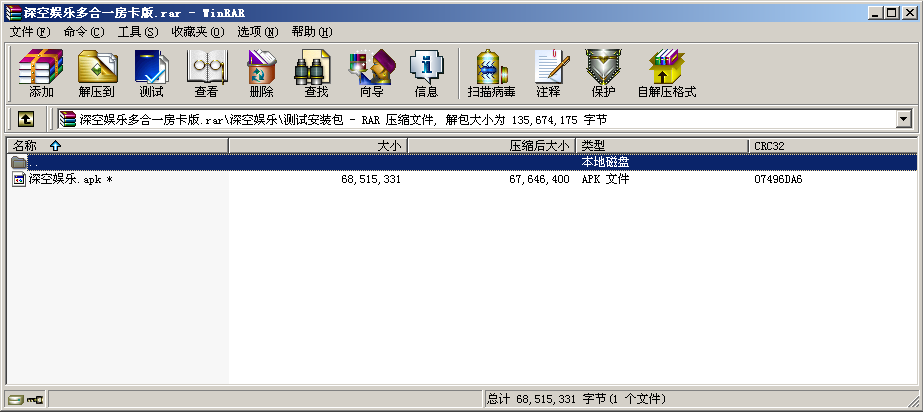 深空娱乐多合一房卡版.rar - WinRAR
文件(F) 命令(C) 工具(S) 收藏夹(O) 选项(N) 帮助(H)
添加 解压到 测试 查看 删除 查找 向导 信息 扫描病毒 注释 保护 自解压格式
深空娱乐多合一房卡版.rar\深空娱乐\测试安装包 - RAR 压缩文件, 解包大小为 135,674,175 字节
名称 大小 压缩后大小 类型 CRC32
.. 本地磁盘
深空娱乐.apk * 68,515,331 67,646,400 APK 文件 07496DA6
总计 68,515,331 字节(1 个文件)